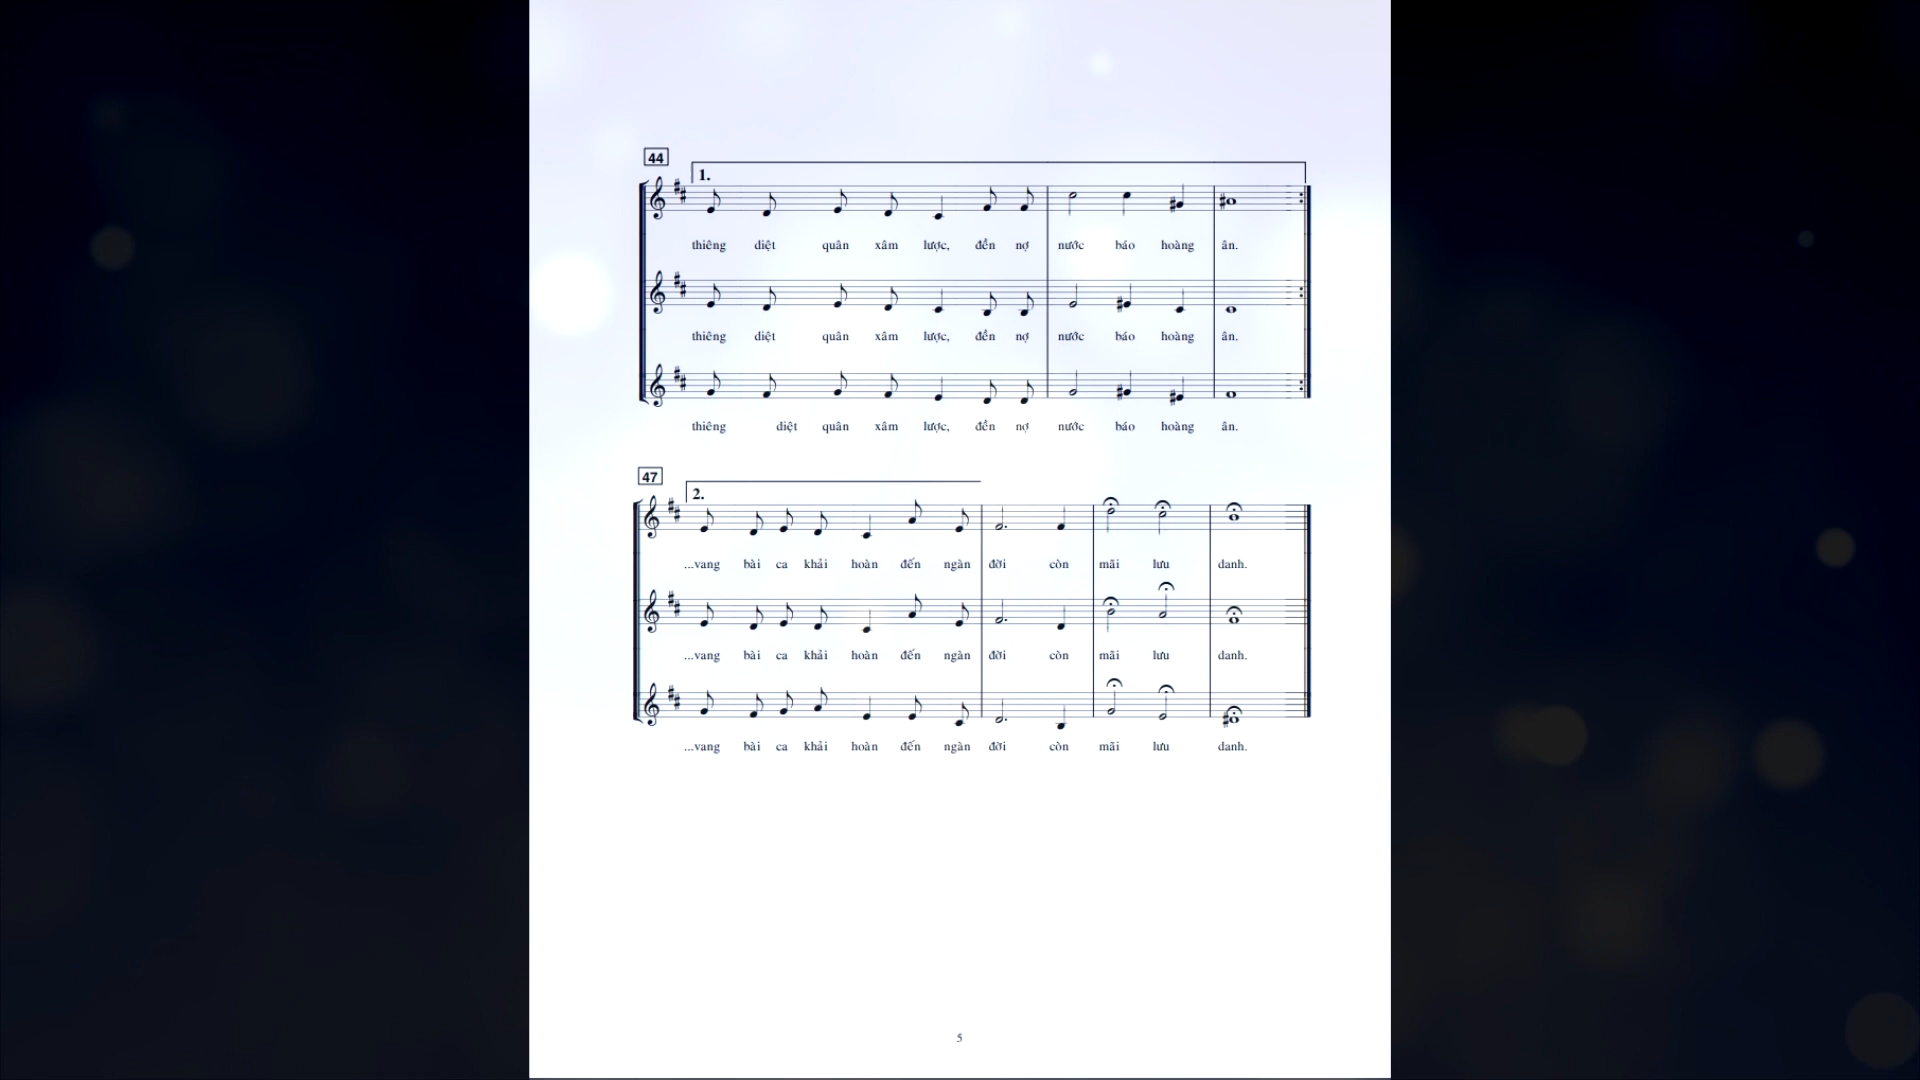 44
1.
thiêng diệt quân xâm lược, đền nợ nước báo hoàng ân.
thiêng diệt quân xâm lược, đền nợ nước báo hoàng ân.
thiêng diệt quân xâm lược, đền nợ nước báo hoàng ân.
47
2.
...vang bài ca khải hoàn đến ngàn đời còn mãi lưu danh.
...vang bài ca khải hoàn đến ngàn đời còn mãi lưu danh.
...vang bài ca khải hoàn đến ngàn đời còn mãi lưu danh.
5